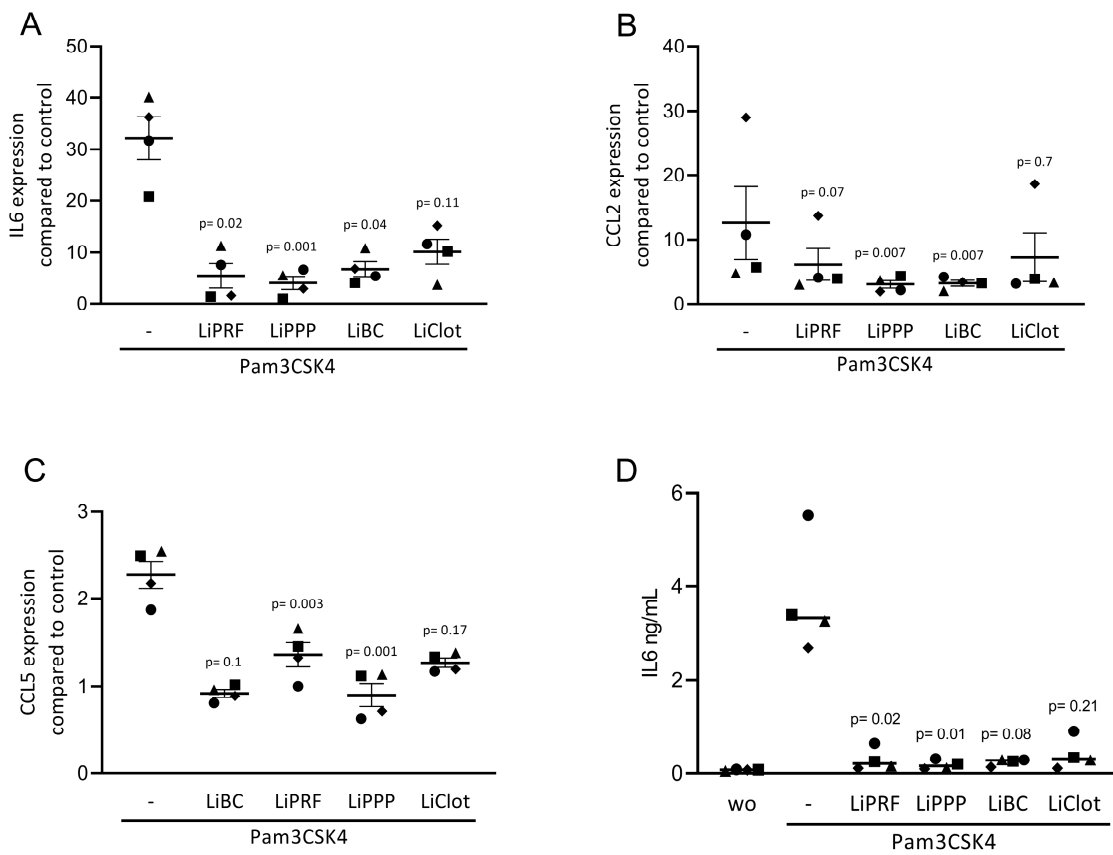 A
IL6 expression
compared to control
50
40
30
20
10
0
p= 0.02
p= 0.001
p= 0.04
p= 0.11
- LiPRF LiPPP LiBC LiClot
Pam3CSK4
B
CCL2 expression
compared to control
40
30
20
10
0
p= 0.07
p= 0.007
p= 0.007
p= 0.7
- LiPRF LiPPP LiBC LiClot
Pam3CSK4
C
CCL5 expression
compared to control
3
2
1
0
p= 0.1
p= 0.003
p= 0.001
p= 0.17
- LiBC LiPRF LiPPP LiClot
Pam3CSK4
D
IL6 ng/mL
6
4
2
0
p= 0.02
p= 0.01
p= 0.08
p= 0.21
wo - LiPRF LiPPP LiBC LiClot
Pam3CSK4